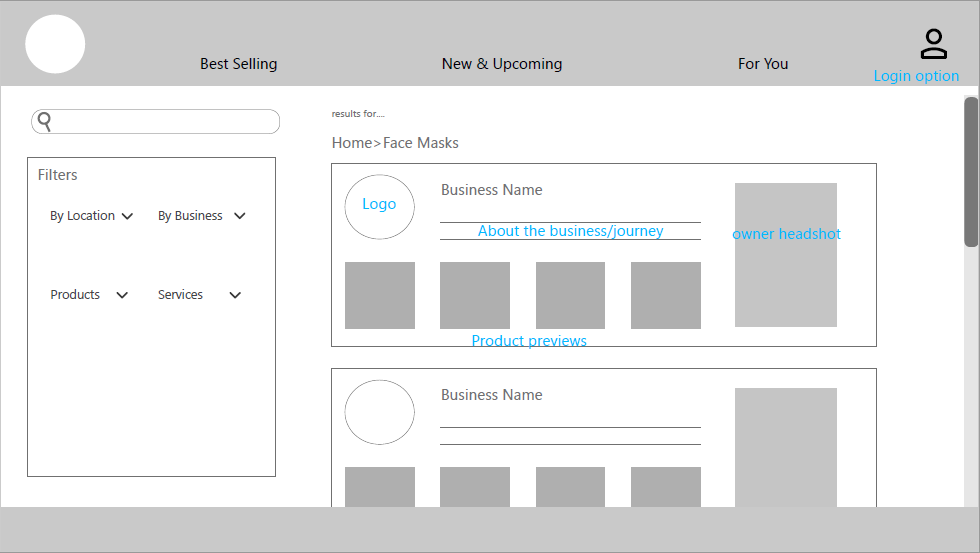 Best Selling
New & Upcoming
For You
Login option
results for....
Home>Face Masks
Filters
By Location
By Business
Products
Services
Logo
Business Name
About the business/journey
owner headshot
Product previews
Business Name